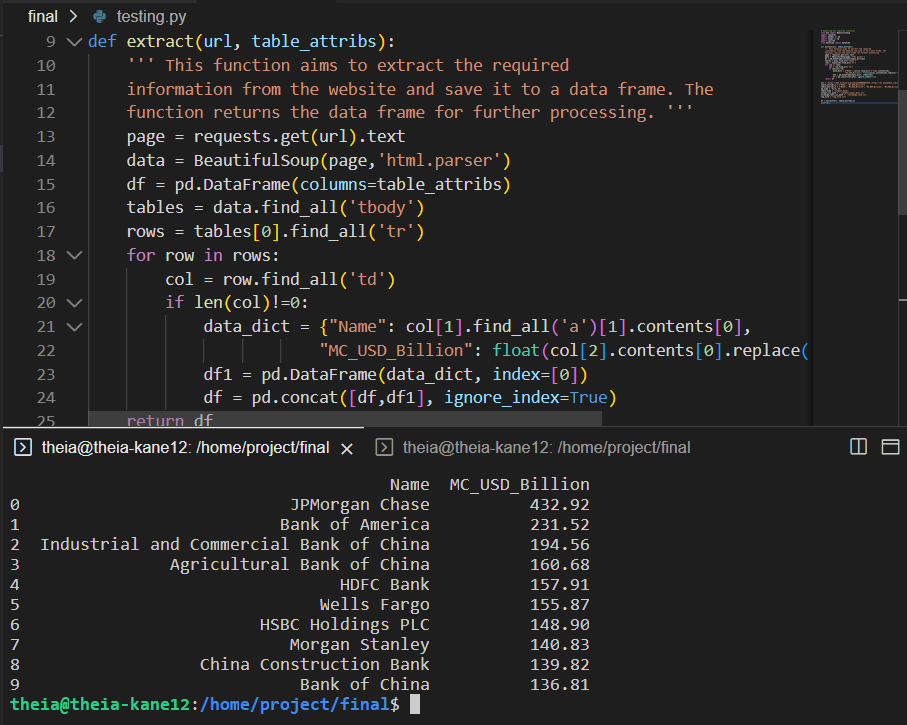 final > testing.py
9 def extract(url, table_attribs):
10 ''' This function aims to extract the required
11 information from the website and save it to a data frame. The
12 function returns the data frame for further processing. '''
13 page = requests.get(url).text
14 data = BeautifulSoup(page,'html.parser')
15 df = pd.DataFrame(columns=table_attribs)
16 tables = data.find_all('tbody')
17 rows = tables[0].find_all('tr')
18 for row in rows:
19 col = row.find_all('td')
20 if len(col)!=0:
21 data_dict = {"Name": col[1].find_all('a')[1].contents[0],
22 "MC_USD_Billion": float(col[2].contents[0].replace(
23 df1 = pd.DataFrame(data_dict, index=[0])
24 df = pd.concat([df,df1], ignore_index=True)
25 return df
theia@theia-kane12: /home/project/final × theia@theia-kane12: /home/project/final
Name MC_USD_Billion
0 JPMorgan Chase 432.92
1 Bank of America 231.52
2 Industrial and Commercial Bank of China 194.56
3 Agricultural Bank of China 160.68
4 HDFC Bank 157.91
5 Wells Fargo 155.87
6 HSBC Holdings PLC 148.90
7 Morgan Stanley 140.83
8 China Construction Bank 139.82
9 Bank of China 136.81
theia@theia-kane12:/home/project/final$